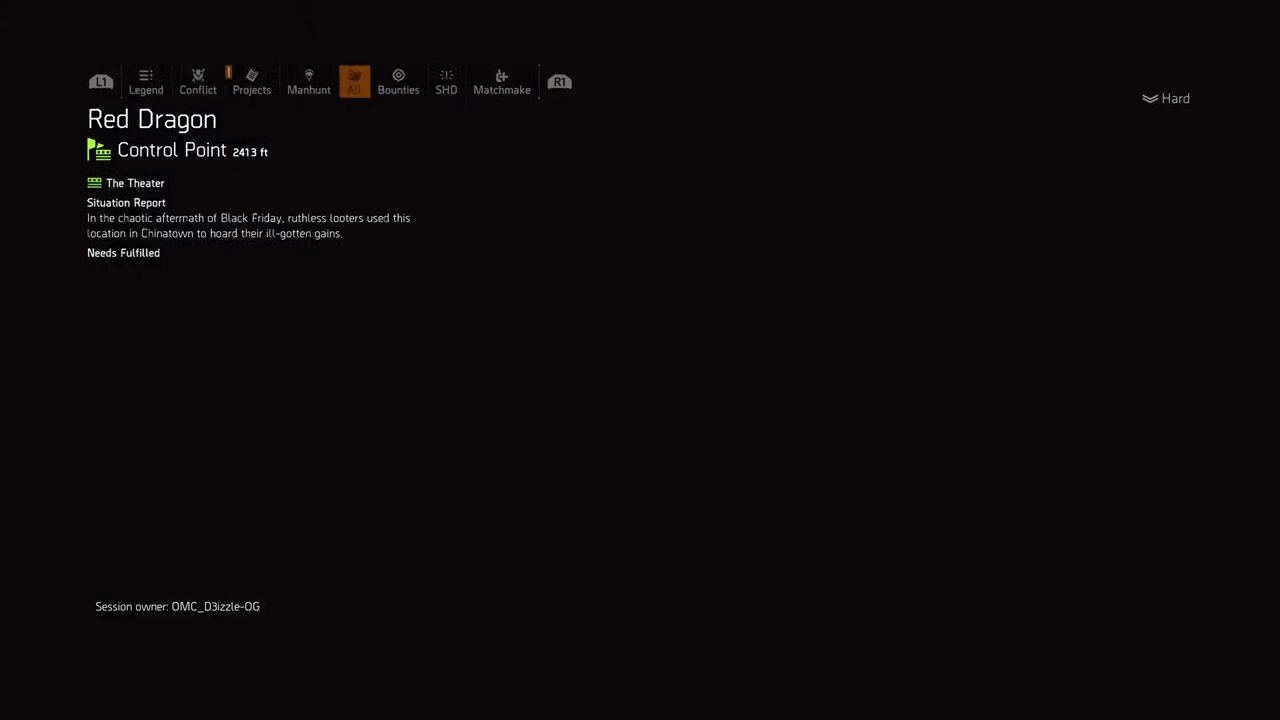 L1 Legend Conflict Projects Manhunt All Bounties SHD Matchmake R1
Hard
Red Dragon
Control Point 2413 ft
The Theater
Situation Report
In the chaotic aftermath of Black Friday, ruthless looters used this
location in Chinatown to hoard their ill-gotten gains.
Needs Fulfilled
Session owner: OMC_D3izzle-OG